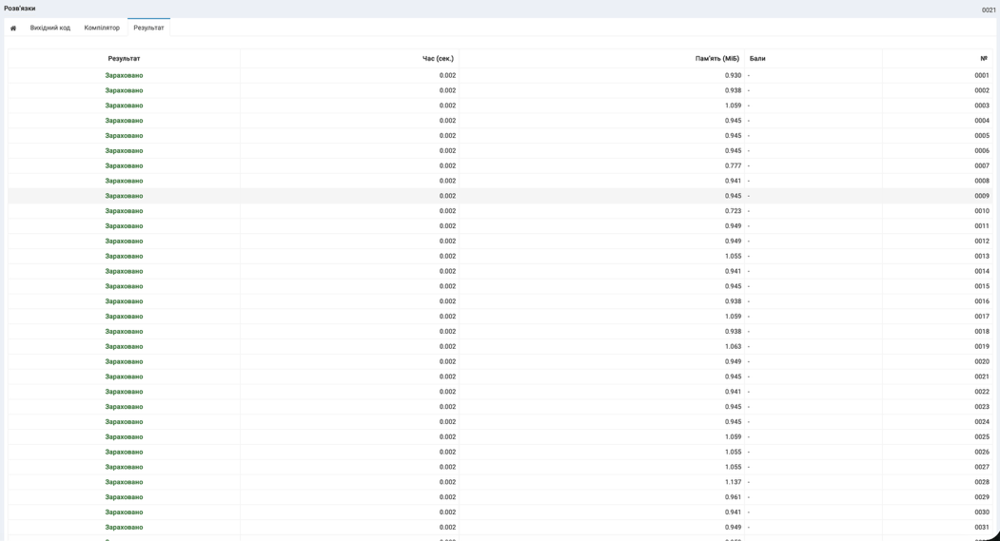 Розв'язки
0021
Вихідний код Компілятор Результат
Результат Час (сек.) Пам'ять (МіБ) Бали №
Зараховано 0.002 0.930 - 0001
Зараховано 0.002 0.938 - 0002
Зараховано 0.002 1.059 - 0003
Зараховано 0.002 0.945 - 0004
Зараховано 0.002 0.945 - 0005
Зараховано 0.002 0.945 - 0006
Зараховано 0.002 0.777 - 0007
Зараховано 0.002 0.941 - 0008
Зараховано 0.002 0.945 - 0009
Зараховано 0.002 0.723 - 0010
Зараховано 0.002 0.949 - 0011
Зараховано 0.002 0.949 - 0012
Зараховано 0.002 1.055 - 0013
Зараховано 0.002 0.941 - 0014
Зараховано 0.002 0.945 - 0015
Зараховано 0.002 0.938 - 0016
Зараховано 0.002 1.059 - 0017
Зараховано 0.002 0.938 - 0018
Зараховано 0.002 1.063 - 0019
Зараховано 0.002 0.949 - 0020
Зараховано 0.002 0.945 - 0021
Зараховано 0.002 0.941 - 0022
Зараховано 0.002 0.945 - 0023
Зараховано 0.002 0.945 - 0024
Зараховано 0.002 1.059 - 0025
Зараховано 0.002 1.055 - 0026
Зараховано 0.002 1.055 - 0027
Зараховано 0.002 1.137 - 0028
Зараховано 0.002 0.961 - 0029
Зараховано 0.002 0.941 - 0030
Зараховано 0.002 0.949 - 0031